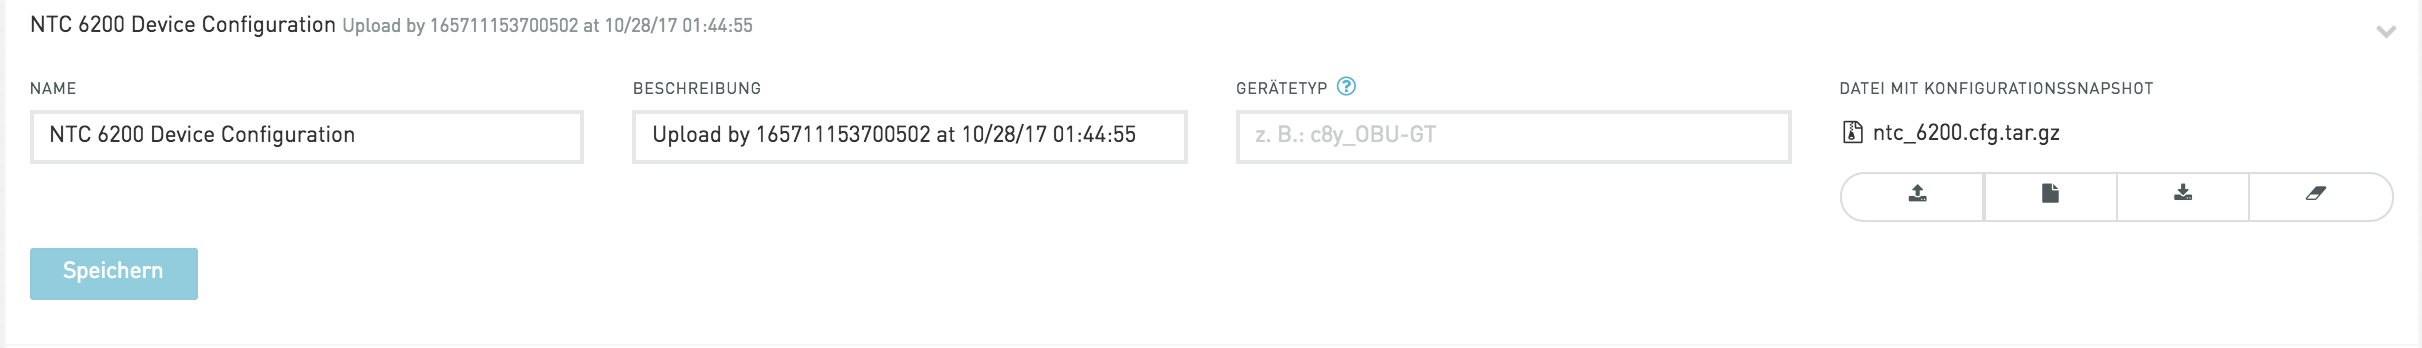 NTC 6200 Device Configuration Upload by 165711153700502 at 10/28/17 01:44:55
NAME
NTC 6200 Device Configuration
BESCHREIBUNG
Upload by 165711153700502 at 10/28/17 01:44:55
GERÄTETYP ?
z. B.: c8y_OBU-GT
DATEI MIT KONFIGURATIONSSNAPSHOT
ntc_6200.cfg.tar.gz
Speichern